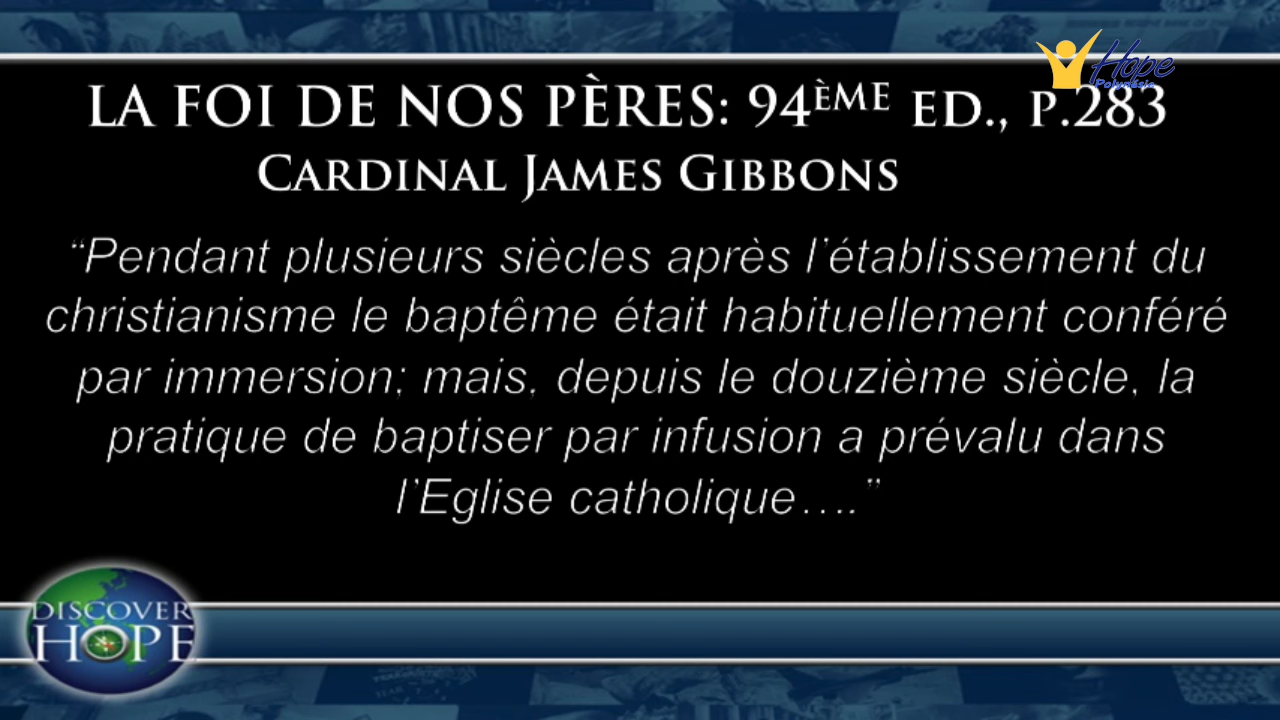 Hope
Polynésie
LA FOI DE NOS PÈRES: 94ÈME ED., P.283
CARDINAL JAMES GIBBONS
“Pendant plusieurs siècles après l’établissement du
christianisme le baptême était habituellement conféré
par immersion; mais, depuis le douzième siècle, la
pratique de baptiser par infusion a prévalu dans
l’Eglise catholique….”
DISCOVER
HOPE